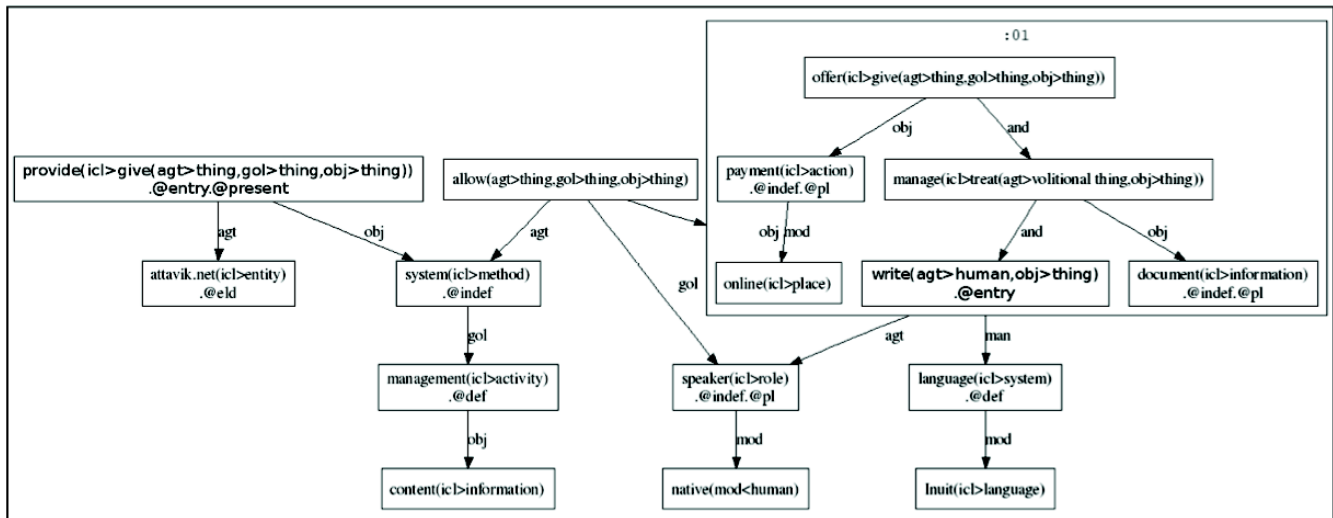 :01
offer(icl>give(agt>thing,gol>thing,obj>thing))
obj
and
provide(icl>give(agt>thing,gol>thing,obj>thing))
.@entry.@present
allow(agt>thing,gol>thing,obj>thing)
payment(icl>action)
.@indef.@pl
manage(icl>treat(agt>volitional thing,obj>thing))
agt
obj
agt
obj
mod
and
obj
attavik.net(icl>entity)
.@eld
system(icl>method)
.@indef
gol
online(icl>place)
write(agt>human,obj>thing)
.@entry
document(icl>information)
.@indef.@pl
gol
agt
man
management(icl>activity)
.@def
speaker(icl>role)
.@indef.@pl
language(icl>system)
.@def
obj
mod
mod
content(icl>information)
native(mod<human)
Inuit(icl>language)